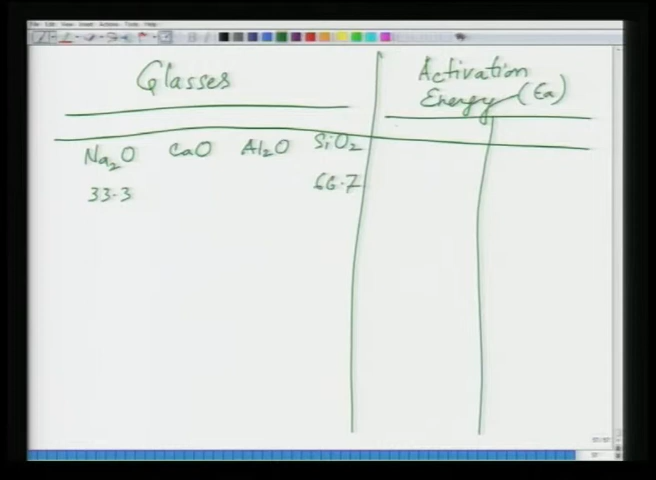 Glasses
Activation
Energy (Ea)
Na2O CaO Al2O SiO2
33.3 66.7